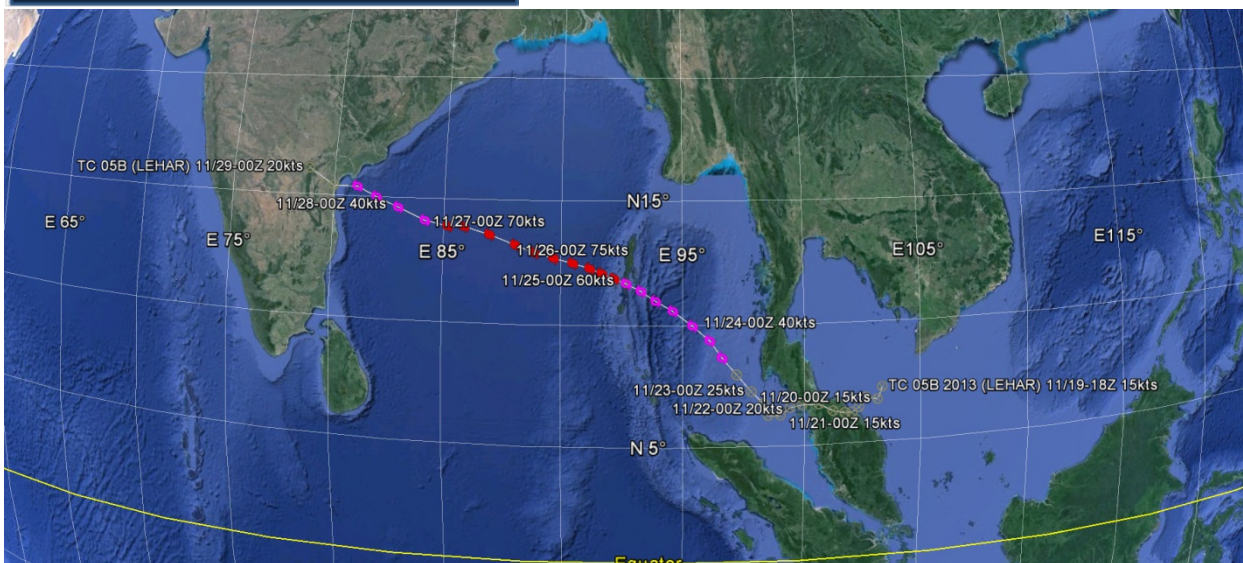 TC 05B (LEHAR) 11/29-00Z 20kts
11/28-00Z 40kts
N15°
E 65°
E 75°
11/27-00Z 70kts
E 85°
11/26-00Z 75kts
E 95°
E105°
E115°
11/25-00Z 60kts
11/24-00Z 40kts
11/23-00Z 25kts
11/20-00Z 15kts
TC 05B 2013 (LEHAR) 11/19-18Z 15kts
11/22-00Z 20kts
11/21-00Z 15kts
N 5°
Equator